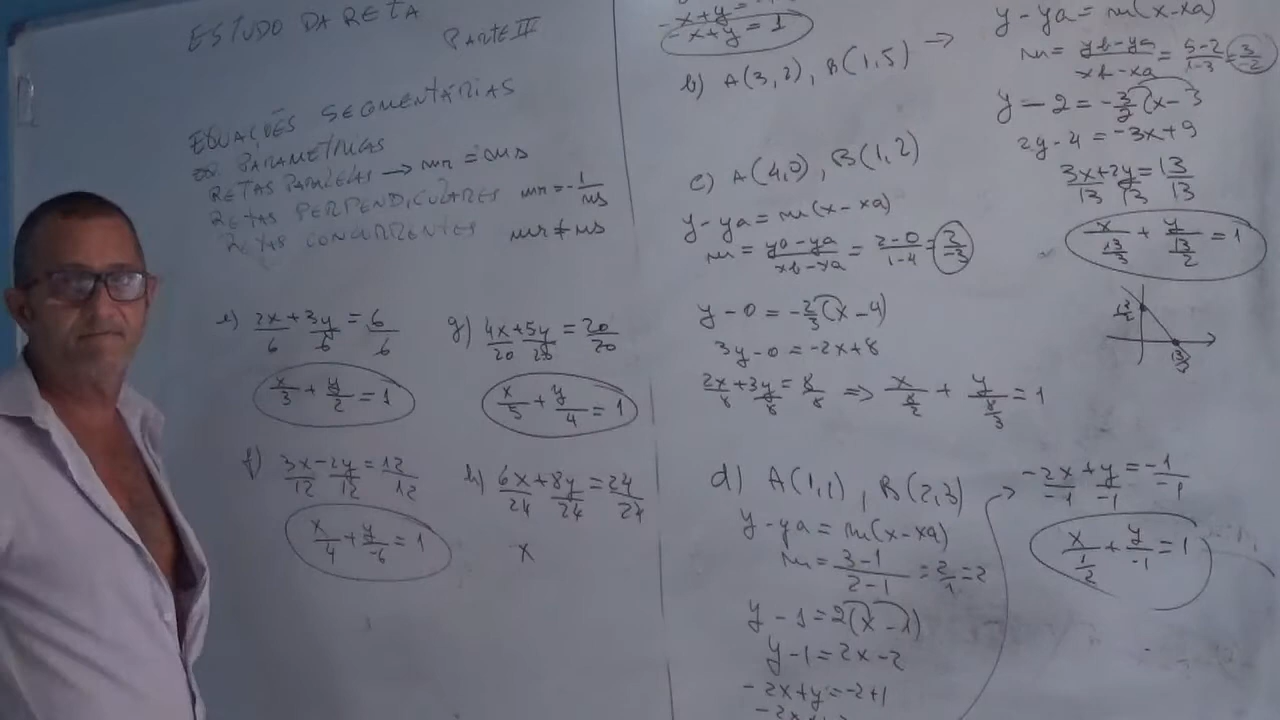 ESTUDO DA RETA
PARTE II
EQUAÇÕES SEGMENTÁRIAS
PARAMETRICAS
RETAS PARALELAS → mr = ms
RETAS PERPENDICULARES mr = -1/ms
RETAS CONCORRENTES mr ≠ ms
e) 2x/6 + 3y/6 = 6/6
x/3 + y/2 = 1
f) 3x/12 - 2y/12 = 12/12
x/4 + y/-6 = 1
g) 4x/20 + 5y/20 = 20/20
x/5 + y/4 = 1
h) 6x/24 + 8y/24 = 24/24
x
-x+y = 1
b) A(3,2), B(1,5) →
y - ya = m(x - xa)
m = yb-ya/xb-xa = 5-2/1-3 = 3/-2
y - 2 = -3/2(x - 3
2y - 4 = -3x + 9
3x/13 + 2y/13 = 13/13
x/13/3 + y/13/2 = 1
13/2
13/3
c) A(4,0), B(1,2)
y - ya = m(x - xa)
m = yb-ya/xb-xa = 2-0/1-4 = 2/-3
y - 0 = -2/3(x - 4)
3y - 0 = -2x + 8
2x/8 + 3y/8 = 8/8 ⇒ x/8/2 + y/8/3 = 1
d) A(1,1), B(2,3)
y - ya = m(x - xa)
m = 3-1/2-1 = 2/1 = 2
y - 1 = 2(x - 1)
y - 1 = 2x - 2
-2x + y = -2 + 1
→ -2x/-1 + y/-1 = -1/-1
x/1/2 + y/-1 = 1